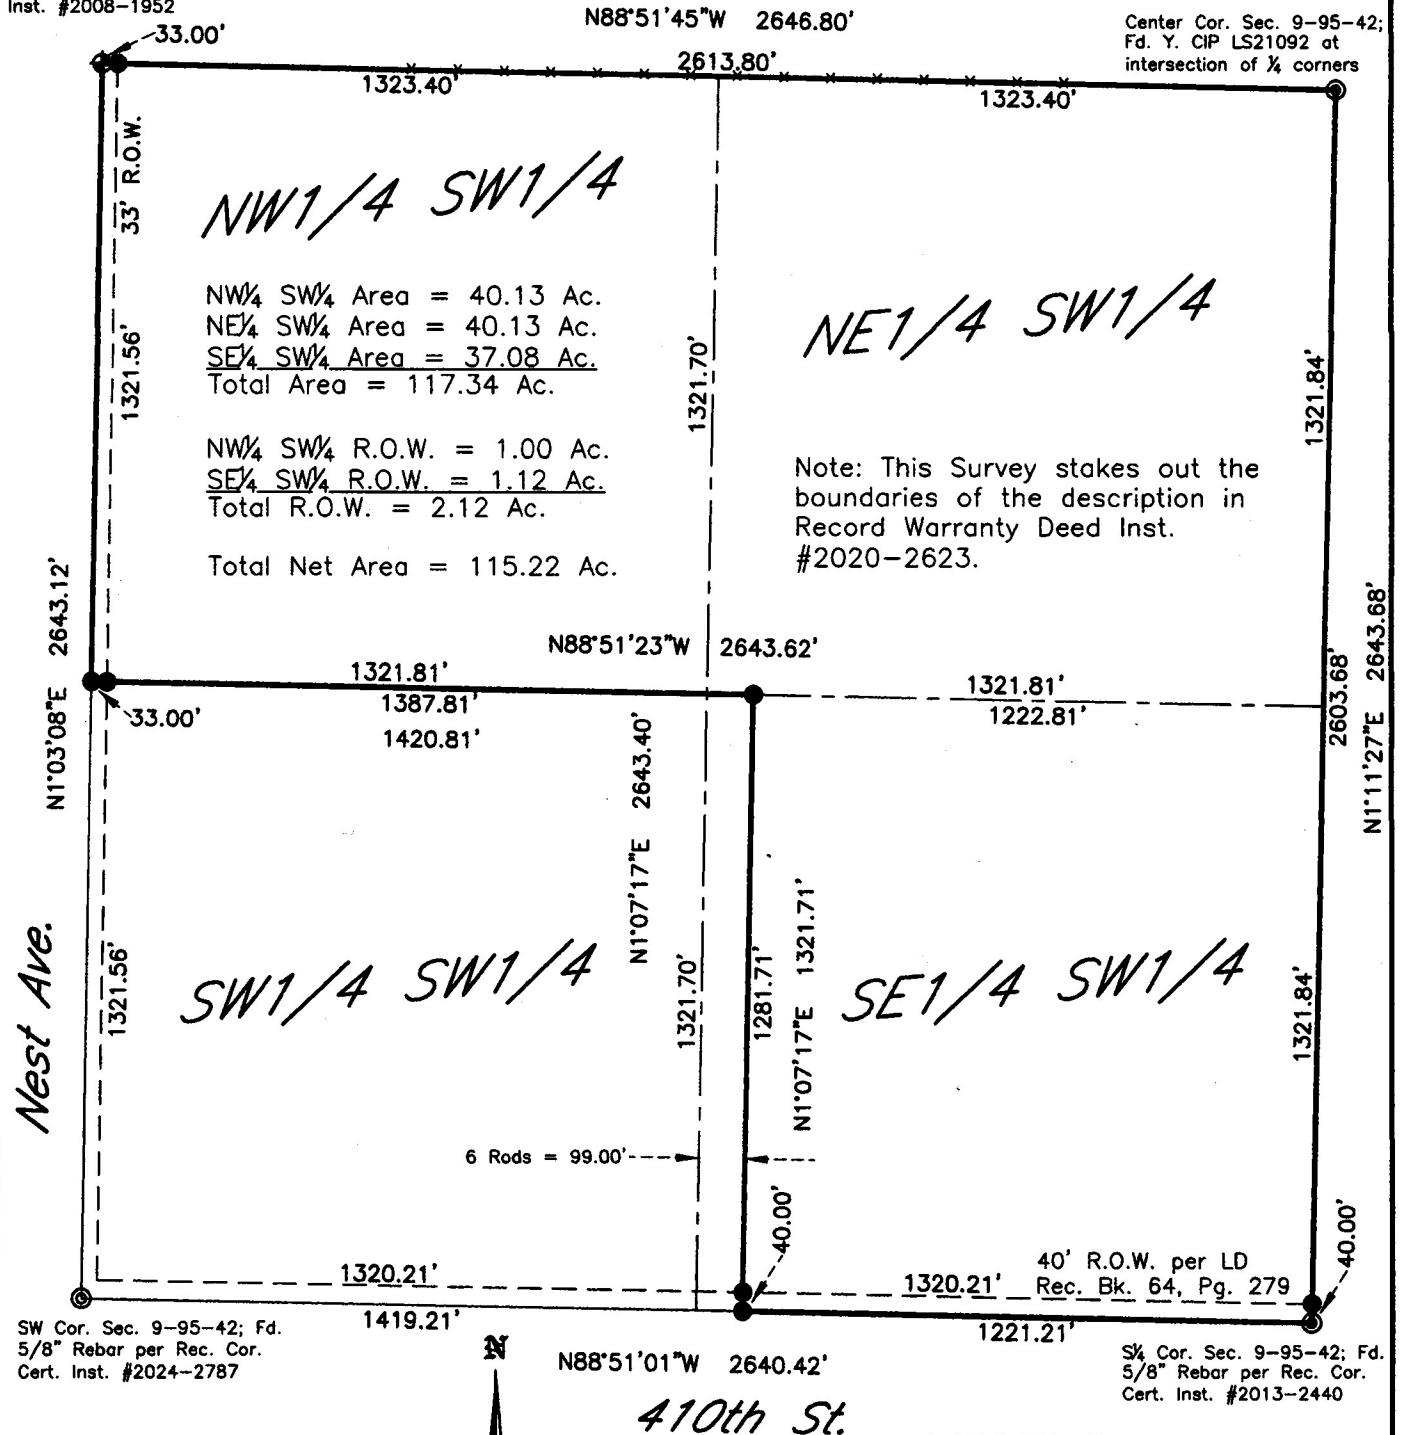 Inst. #2008-1952
33.00'
N88°51'45"W 2646.80'
Center Cor. Sec. 9-95-42;
Fd. Y. CIP LS21092 at
intersection of ¼ corners
2613.80'
1323.40'
1323.40'
33' R.O.W.
NW1/4 SW1/4
NE1/4 SW1/4
NW¼ SW¼ Area = 40.13 Ac.
NE¼ SW¼ Area = 40.13 Ac.
SE¼ SW¼ Area = 37.08 Ac.
Total Area = 117.34 Ac.
NW¼ SW¼ R.O.W. = 1.00 Ac.
SE¼ SW¼ R.O.W. = 1.12 Ac.
Total R.O.W. = 2.12 Ac.
Total Net Area = 115.22 Ac.
1321.56'
1321.70'
1321.84'
Note: This Survey stakes out the
boundaries of the description in
Record Warranty Deed Inst.
#2020-2623.
N1°03'08"E 2643.12'
N88°51'23"W 2643.62'
1321.81'
1387.81'
1420.81'
33.00'
1321.81'
1222.81'
2603.68'
N1°11'27"E 2643.68'
N1°07'17"E 2643.40'
Nest Ave.
1321.56'
SW1/4 SW1/4
1321.70'
1281.71'
N1°07'17"E 1321.71'
SE1/4 SW1/4
1321.84'
6 Rods = 99.00'
40.00'
40.00'
40' R.O.W. per LD
Rec. Bk. 64, Pg. 279
1320.21'
1320.21'
1419.21'
1221.21'
SW Cor. Sec. 9-95-42; Fd.
5/8" Rebar per Rec. Cor.
Cert. Inst. #2024-2787
N
N88°51'01"W 2640.42'
S¼ Cor. Sec. 9-95-42; Fd.
5/8" Rebar per Rec. Cor.
Cert. Inst. #2013-2440
410th St.